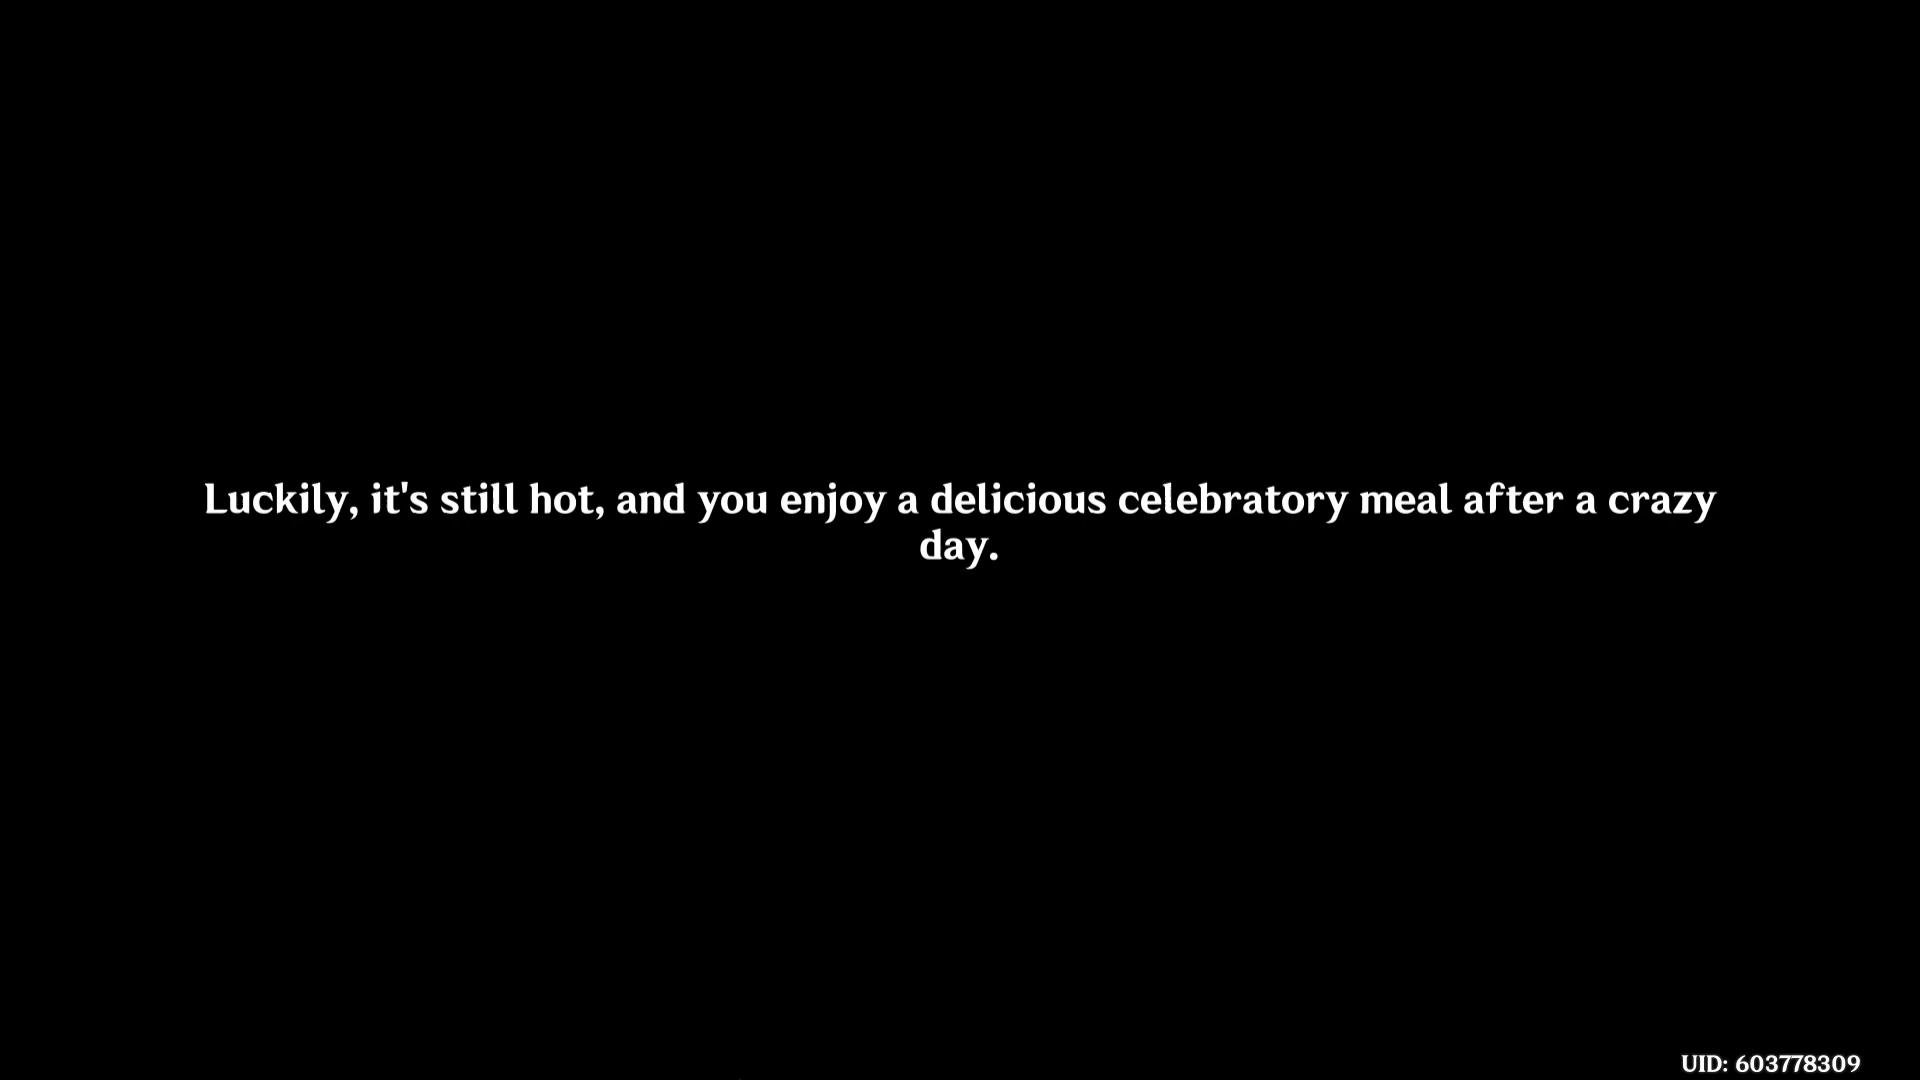 Luckily, it's still hot, and you enjoy a delicious celebratory meal after a crazy
day.
UID: 603778309